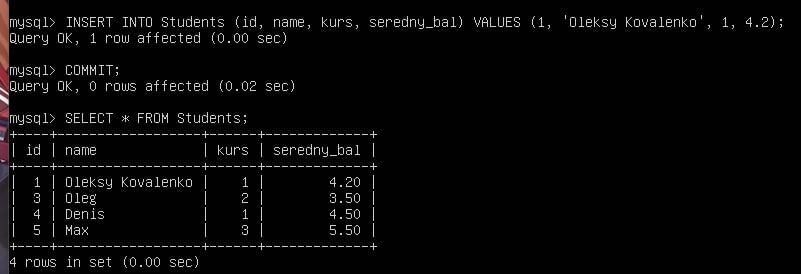 mysql> INSERT INTO Students (id, name, kurs, seredny_bal) VALUES (1, 'Oleksy Kovalenko', 1, 4.2);
Query OK, 1 row affected (0.00 sec)
mysql> COMMIT;
Query OK, 0 rows affected (0.02 sec)
mysql> SELECT * FROM Students;
+----+------------------+------+-------------+
| id | name             | kurs | seredny_bal |
+----+------------------+------+-------------+
|  1 | Oleksy Kovalenko |    1 |        4.20 |
|  3 | Oleg             |    2 |        3.50 |
|  4 | Denis            |    1 |        4.50 |
|  5 | Max              |    3 |        5.50 |
+----+------------------+------+-------------+
4 rows in set (0.00 sec)